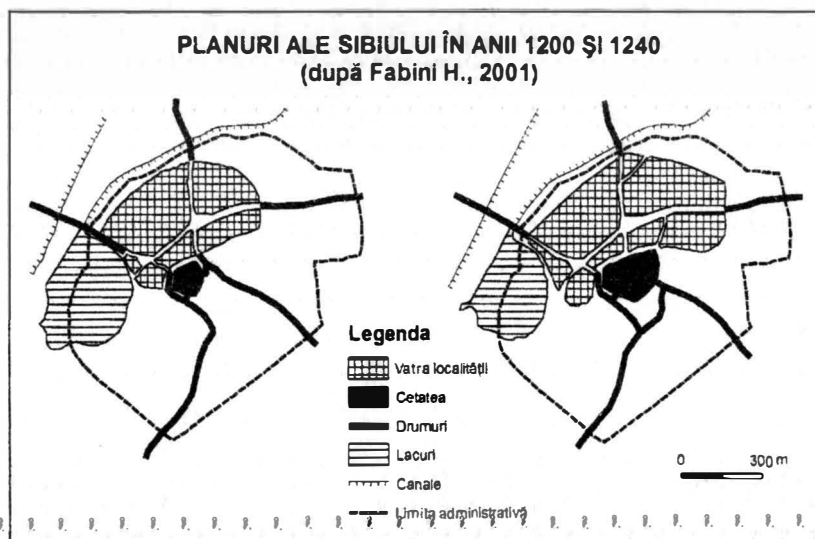 PLANURI ALE SIBIULUI ÎN ANII 1200 ŞI 1240
(după Fabini H., 2001)
Legenda
Vatra localităţii
Cetatea
Drumuri
Lacuri
Canale
Limita administrativă
0 300 m